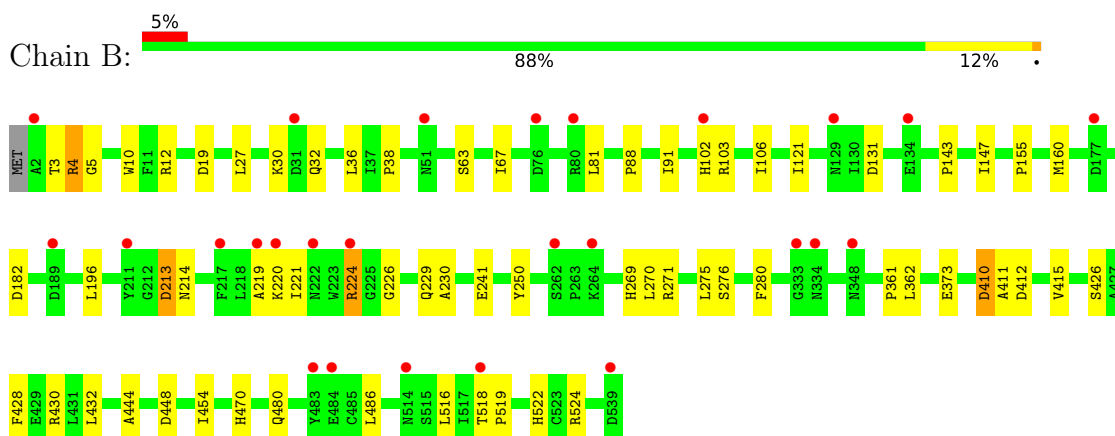 5%
Chain B:
88% 12% •
MET A2 T3 R4 G5 W10 F11 R12 D19 L27 K30 D31 Q32 L36 I37 P38 N51 S63 I67 D76 R80 L81 P88 I91 H102 R103 I106 I121 N129 I130 D131 E134 P143 I147 P155 M160 D177
D182 D189 L196 Y211 G212 D213 N214 F217 L218 A219 K220 I221 N222 W223 R224 G225 G226 Q229 A230 E241 Y250 S262 P263 K264 H269 L270 R271 L275 S276 F280 G333 N334 N348 P361 L362 E373 D410 A411 D412 V415 S426 A427
F428 E429 R430 L431 L432 A444 D448 I454 H470 Q480 Y483 E484 C485 L486 N514 S515 L516 I517 T518 P519 H522 C523 R524 D539